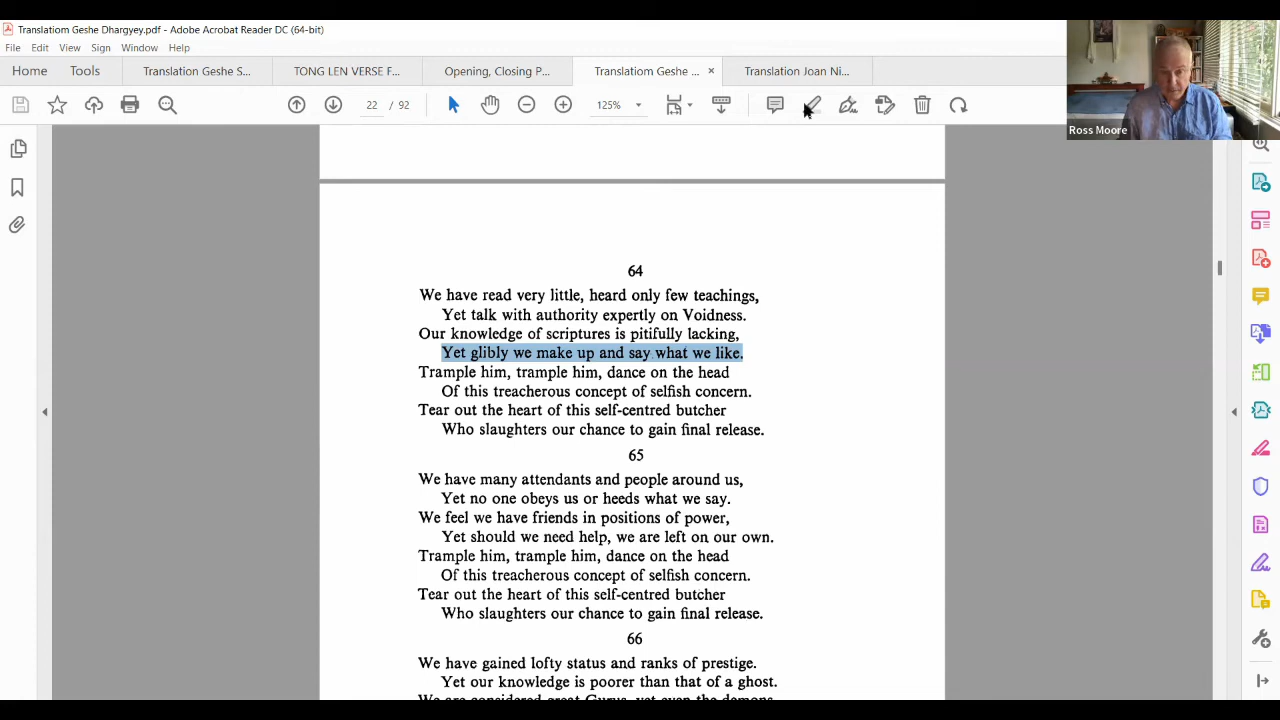 Translatiom Geshe Dhargyey.pdf - Adobe Acrobat Reader DC (64-bit)
File Edit View Sign Window Help
Home Tools Translation Geshe S... TONG LEN VERSE F... Opening, Closing P... Translatiom Geshe ... × Translation Joan Ni...
22 / 92 125%
Ross Moore
64
We have read very little, heard only few teachings,
Yet talk with authority expertly on Voidness.
Our knowledge of scriptures is pitifully lacking,
Yet glibly we make up and say what we like.
Trample him, trample him, dance on the head
Of this treacherous concept of selfish concern.
Tear out the heart of this self-centred butcher
Who slaughters our chance to gain final release.
65
We have many attendants and people around us,
Yet no one obeys us or heeds what we say.
We feel we have friends in positions of power,
Yet should we need help, we are left on our own.
Trample him, trample him, dance on the head
Of this treacherous concept of selfish concern.
Tear out the heart of this self-centred butcher
Who slaughters our chance to gain final release.
66
We have gained lofty status and ranks of prestige.
Yet our knowledge is poorer than that of a ghost.
We are considered great Gurus, yet even the demons